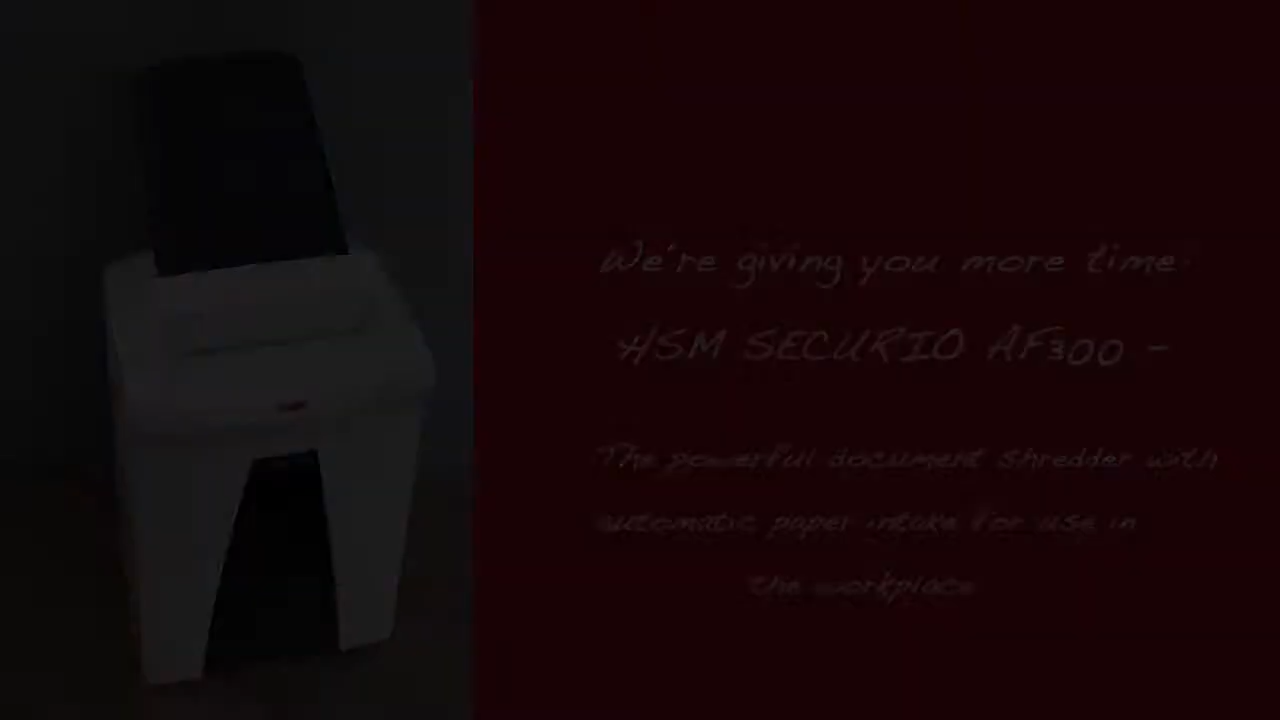 We're giving you more time:
HSM SECURIO AF300 -
The powerful document shredder with
automatic paper intake for use in
the workplace